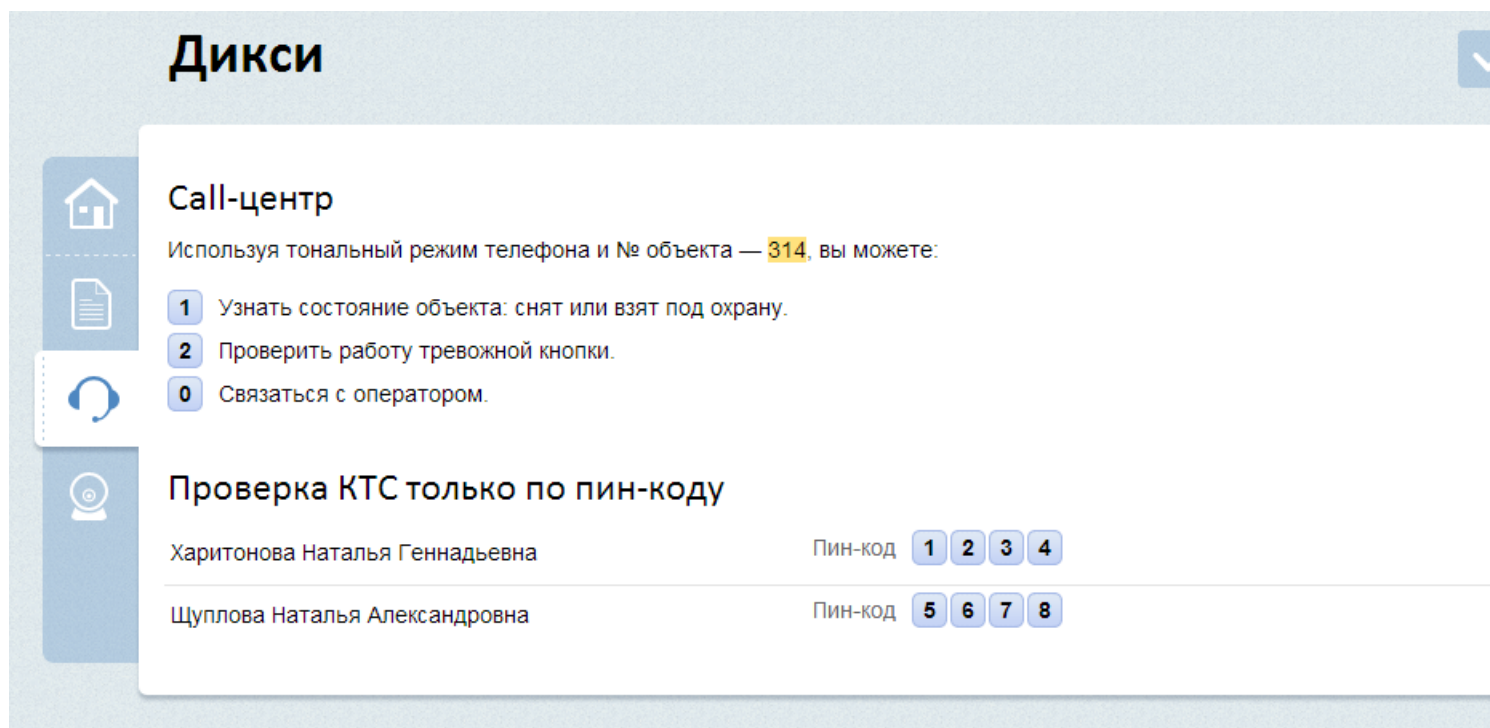 Дикси
Call-центр
Используя тональный режим телефона и № объекта — 314, вы можете:
1 Узнать состояние объекта: снят или взят под охрану.
2 Проверить работу тревожной кнопки.
0 Связаться с оператором.
Проверка КТС только по пин-коду
Харитонова Наталья Геннадьевна Пин-код 1 2 3 4
Щуплова Наталья Александровна Пин-код 5 6 7 8